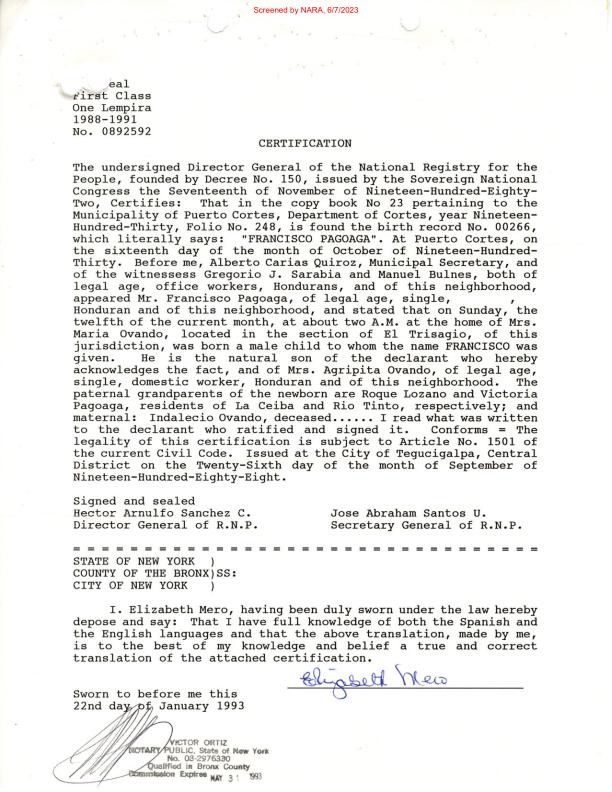 Screened by NARA, 6/7/2023
eal
First Class
One Lempira
1988-1991
No. 0892592
CERTIFICATION
The undersigned Director General of the National Registry for the
People, founded by Decree No. 150, issued by the Sovereign National
Congress the Seventeenth of November of Nineteen-Hundred-Eighty-
Two, Certifies: That in the copy book No 23 pertaining to the
Municipality of Puerto Cortes, Department of Cortes, year Nineteen-
Hundred-Thirty, Folio No. 248, is found the birth record No. 00266,
which literally says: "FRANCISCO PAGOAGA". At Puerto Cortes, on
the sixteenth day of the month of October of Nineteen-Hundred-
Thirty. Before me, Alberto Carias Quiroz, Municipal Secretary, and
of the witnessess Gregorio J. Sarabia and Manuel Bulnes, both of
legal age, office workers, Hondurans, and of this neighborhood,
appeared Mr. Francisco Pagoaga, of legal age, single, ,
Honduran and of this neighborhood, and stated that on Sunday, the
twelfth of the current month, at about two A.M. at the home of Mrs.
Maria Ovando, located in the section of El Trisagio, of this
jurisdiction, was born a male child to whom the name FRANCISCO was
given. He is the natural son of the declarant who hereby
acknowledges the fact, and of Mrs. Agripita Ovando, of legal age,
single, domestic worker, Honduran and of this neighborhood. The
paternal grandparents of the newborn are Roque Lozano and Victoria
Pagoaga, residents of La Ceiba and Rio Tinto, respectively; and
maternal: Indalecio Ovando, deceased...... I read what was written
to the declarant who ratified and signed it. Conforms = The
legality of this certification is subject to Article No. 1501 of
the current Civil Code. Issued at the City of Tegucigalpa, Central
District on the Twenty-Sixth day of the month of September of
Nineteen-Hundred-Eighty-Eight.
Signed and sealed
Hector Arnulfo Sanchez C. Jose Abraham Santos U.
Director General of R.N.P. Secretary General of R.N.P.
= = = = = = = = = = = = = = = = = = = = = = = = = = = = = = = = = = =
STATE OF NEW YORK )
COUNTY OF THE BRONX)SS:
CITY OF NEW YORK )
I. Elizabeth Mero, having been duly sworn under the law hereby
depose and say: That I have full knowledge of both the Spanish and
the English languages and that the above translation, made by me,
is to the best of my knowledge and belief a true and correct
translation of the attached certification.
Elizabeth Mero
Sworn to before me this
22nd day of January 1993
VICTOR ORTIZ
NOTARY PUBLIC, State of New York
No. 03-2976330
Qualified in Bronx County
Commission Expires MAY 31 1993